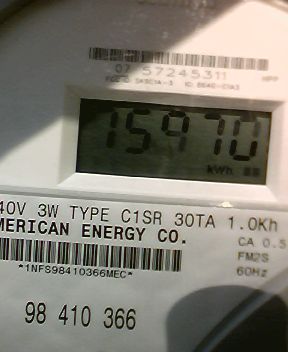 07 57245311
15970
kWh
40V 3W TYPE C1SR 30TA 1.0Kh
MERICAN ENERGY CO.
CA 0.5
FM2S
60Hz
*1NFS98410366MEC*
98 410 366